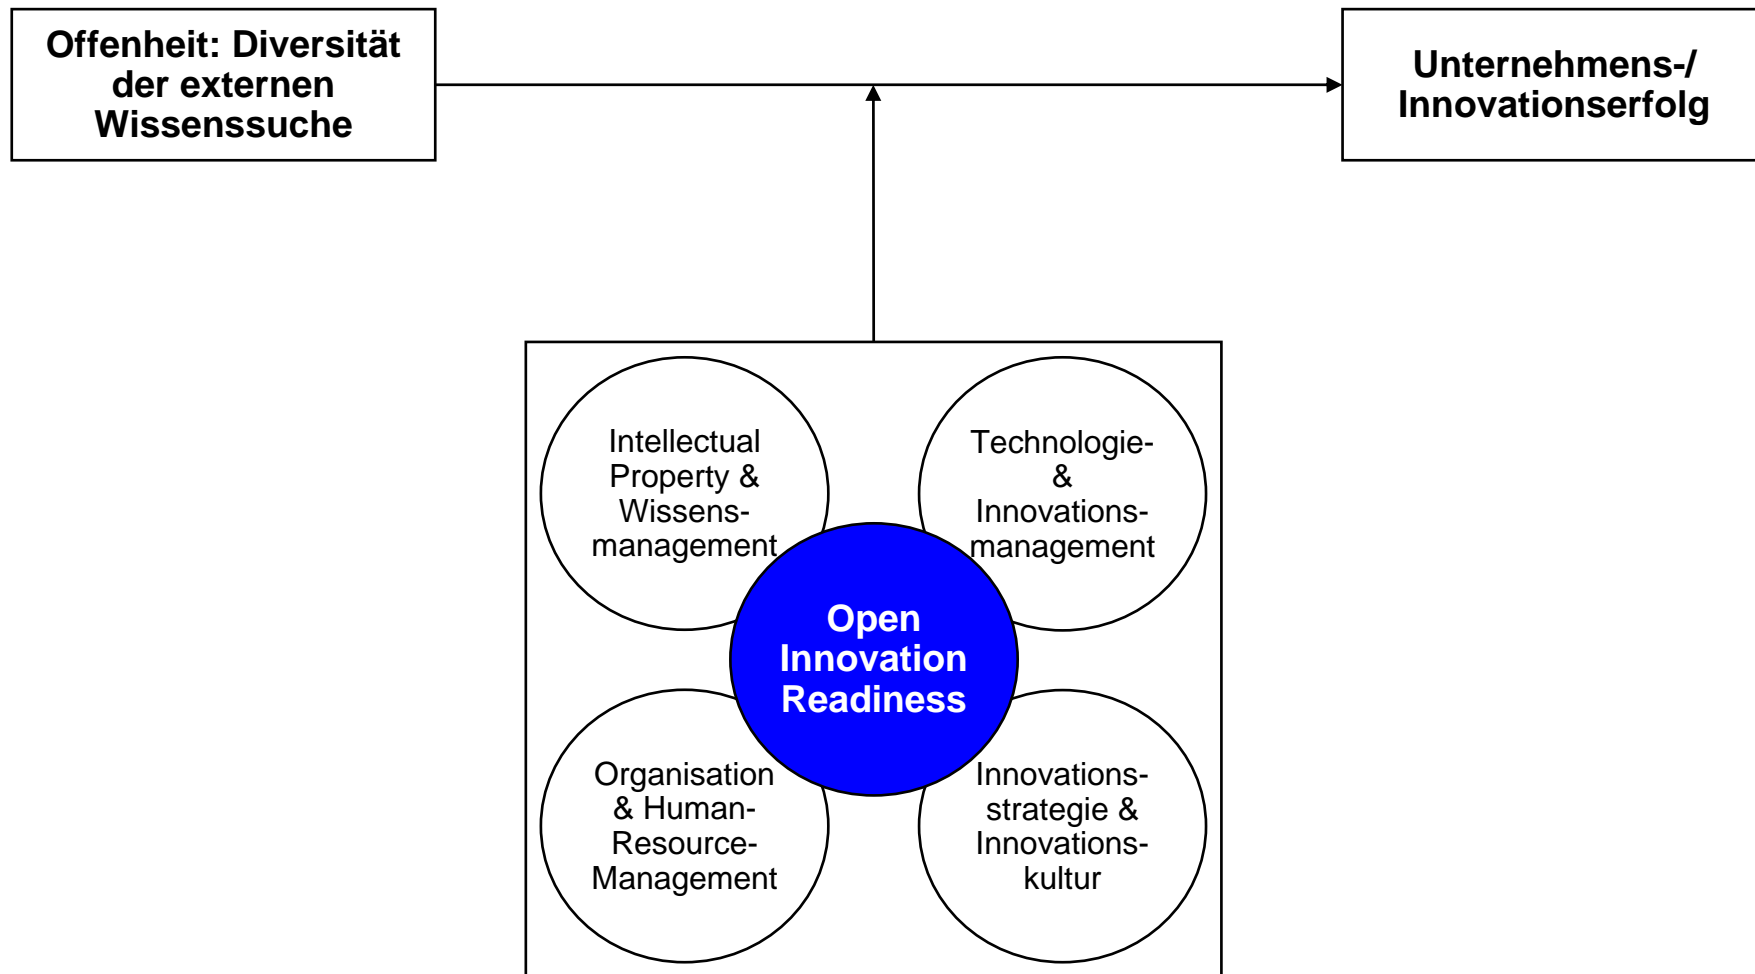 Offenheit: Diversität
der externen
Wissenssuche
Unternehmens-/
Innovationserfolg
Intellectual
Property &
Wissens-
management
Technologie-
&
Innovations-
management
Open
Innovation
Readiness
Organisation
& Human-
Resource-
Management
Innovations-
strategie &
Innovations-
kultur